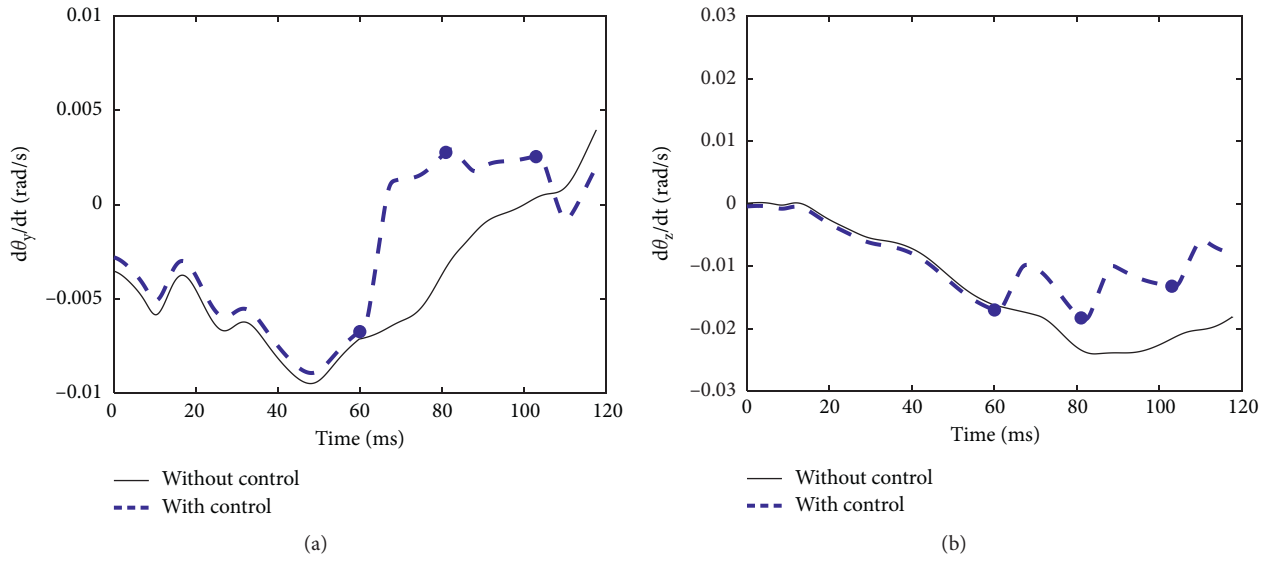 0.01
0.005
0
−0.005
−0.01
dθy/dt (rad/s)
0 20 40 60 80 100 120
Time (ms)
Without control
With control
(a)
0.03
0.02
0.01
0
−0.01
−0.02
−0.03
dθz/dt (rad/s)
0 20 40 60 80 100 120
Time (ms)
Without control
With control
(b)